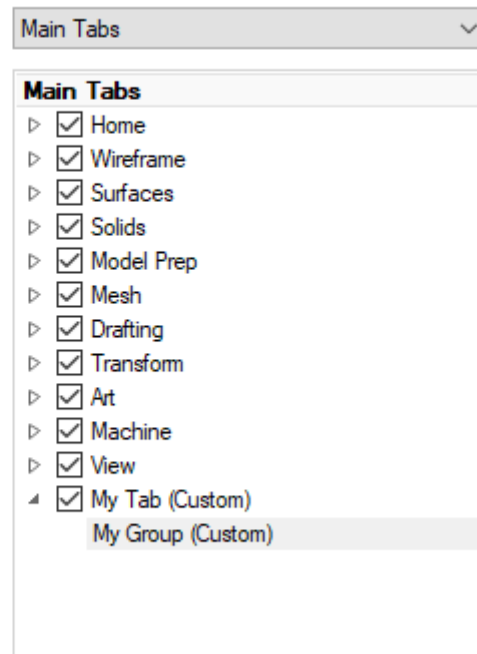 Main Tabs
Main Tabs
Home
Wireframe
Surfaces
Solids
Model Prep
Mesh
Drafting
Transform
Art
Machine
View
My Tab (Custom)
My Group (Custom)